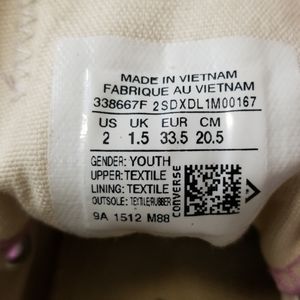 MADE IN VIETNAM
FABRIQUE AU VIETNAM
338667F 2SDXDL1M00167
US UK EUR CM
2 1.5 33.5 20.5
GENDER: YOUTH
UPPER: TEXTILE
LINING: TEXTILE
OUTSOLE: TEXTILE/RUBBER
9A 1512 M88
CONVERSE